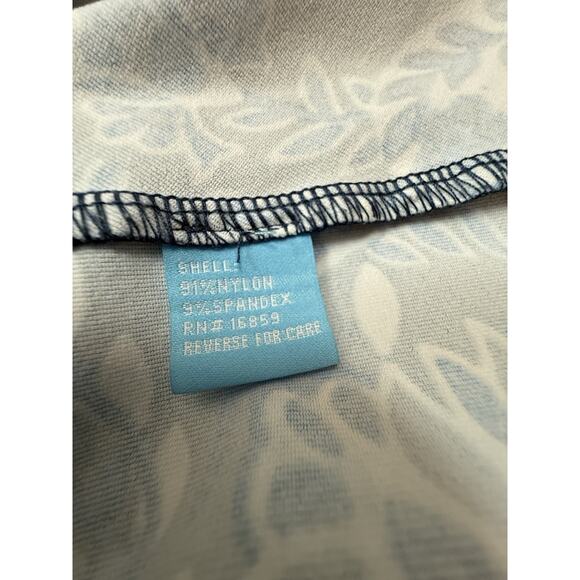 SHELL:
91%NYLON
9%SPANDEX
RN# 16859
REVERSE FOR CARE